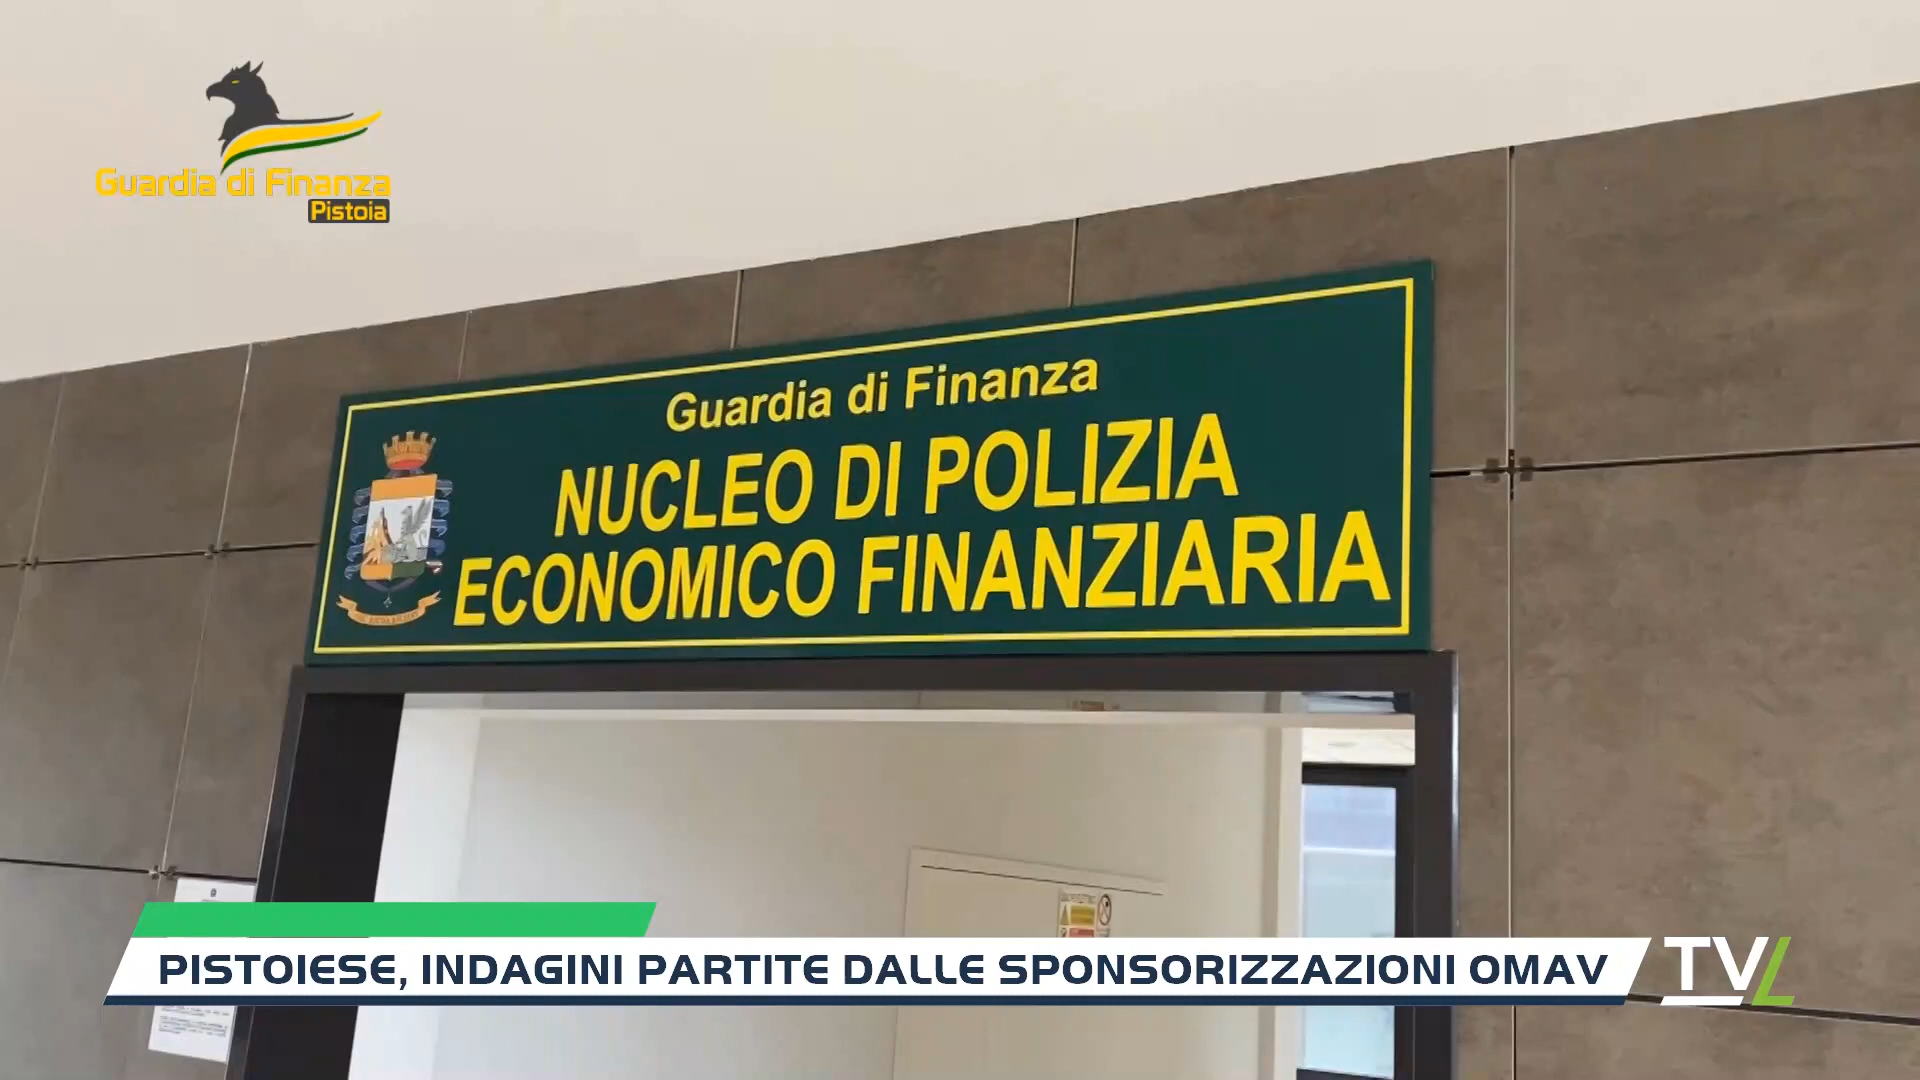 Guardia di Finanza
Pistoia
Guardia di Finanza
NUCLEO DI POLIZIA
ECONOMICO FINANZIARIA
PISTOIESE, INDAGINI PARTITE DALLE SPONSORIZZAZIONI OMAV
TVL